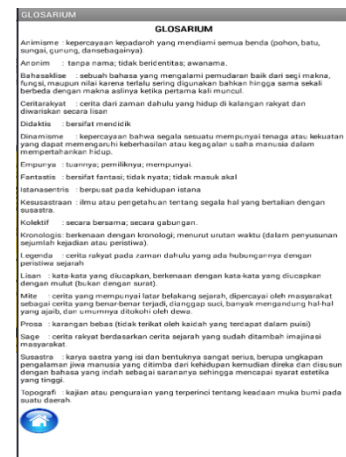 GLOSARIUM
GLOSARIUM
Animisme : kepercayaan kepadaroh yang mendiami semua benda (pohon, batu,
sungai, gunung, dansebagainya).
Anonim : tanpa nama; tidak beridentitas; awanama.
Bahasaklise : sebuah bahasa yang mengalami pemudaran baik dari segi makna,
fungsi, maupun nilai karena terlalu sering digunakan bahkan hingga sama sekali
berbeda dengan makna aslinya ketika pertama kali muncul.
Ceritarakyat : cerita dari zaman dahulu yang hidup di kalangan rakyat dan
diwariskan secara lisan
Didaktis : bersifat mendidik
Dinamisme : kepercayaan bahwa segala sesuatu mempunyai tenaga atau kekuatan
yang dapat memengaruhi keberhasilan atau kegagalan usaha manusia dalam
mempertahankan hidup.
Empunya : tuannya; pemiliknya; mempunyai.
Fantastis : bersifat fantasi; tidak nyata; tidak masuk akal
Istanasentris : berpusat pada kehidupan istana
Kesusastraan : ilmu atau pengetahuan tentang segala hal yang bertalian dengan
susastra.
Kolektif : secara bersama; secara gabungan.
Kronologis: berkenaan dengan kronologi; menurut urutan waktu (dalam penyusunan
sejumlah kejadian atau peristiwa).
Legenda : cerita rakyat pada zaman dahulu yang ada hubungannya dengan
peristiwa sejarah
Lisan : kata-kata yang diucapkan, berkenaan dengan kata-kata yang diucapkan
dengan mulut (bukan dengan surat).
Mite : cerita yang mempunyai latar belakang sejarah, dipercayai oleh masyarakat
sebagai cerita yang benar-benar terjadi, dianggap suci, banyak mengandung hal-hal
yang ajaib, dan umumnya ditokohi oleh dewa.
Prosa : karangan bebas (tidak terikat oleh kaidah yang terdapat dalam puisi)
Sage : cerita rakyat berdasarkan cerita sejarah yang sudah ditambah imajinasi
masyarakat.
Susastra : karya sastra yang isi dan bentuknya sangat serius, berupa ungkapan
pengalaman jiwa manusia yang ditimba dari kehidupan kemudian direka dan disusun
dengan bahasa yang indah sebagai sarananya sehingga mencapai syarat estetika
yang tinggi.
Topografi : kajian atau penguraian yang terperinci tentang keadaan muka bumi pada
suatu daerah.